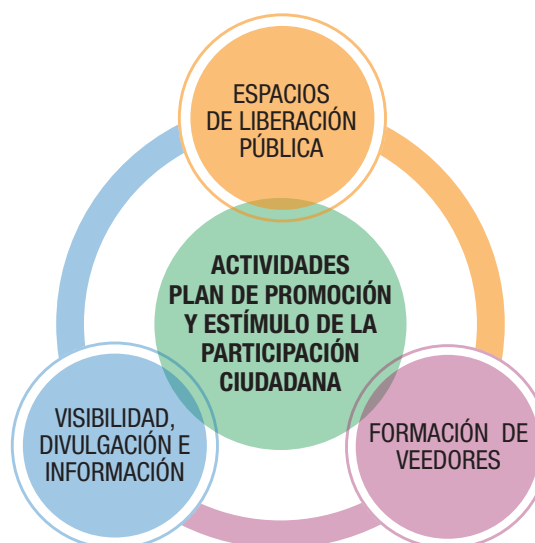 ESPACIOS
DE LIBERACIÓN
PÚBLICA
ACTIVIDADES
PLAN DE PROMOCIÓN
Y ESTÍMULO DE LA
PARTICIPACIÓN
CIUDADANA
VISIBILIDAD,
DIVULGACIÓN E
INFORMACIÓN
FORMACIÓN DE
VEEDORES